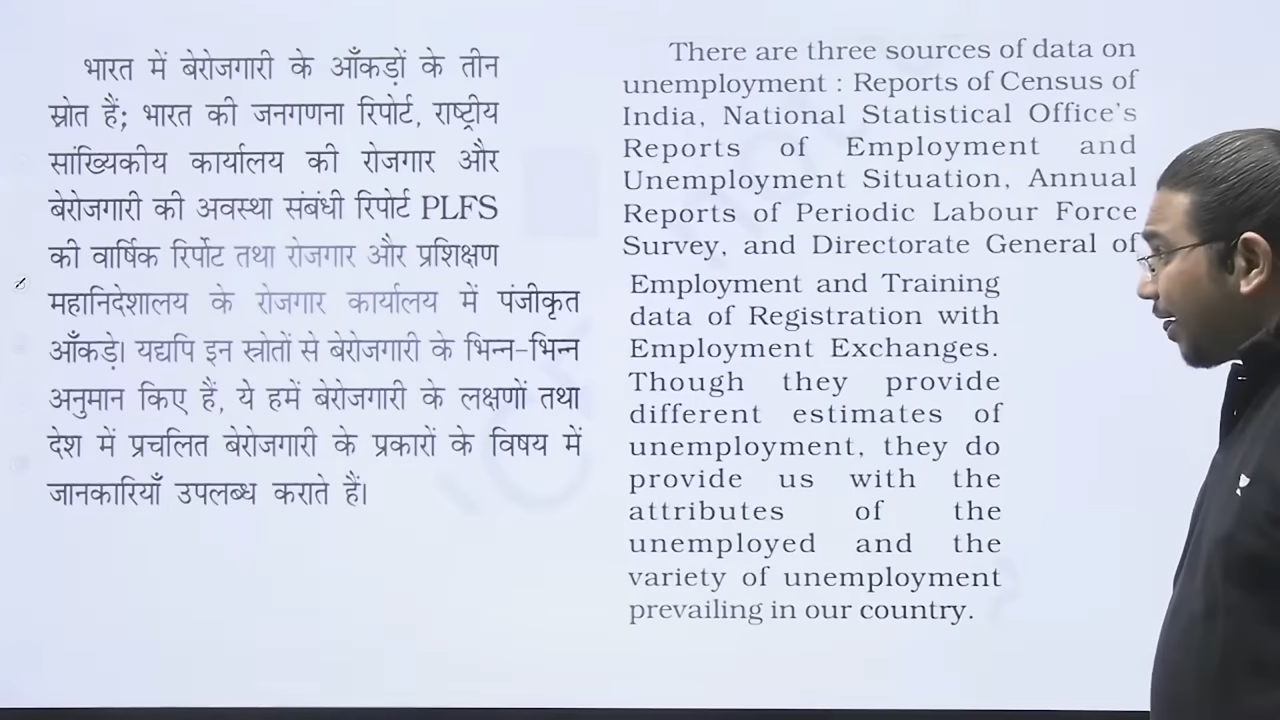 भारत में बेरोजगारी के आँकड़ों के तीन
स्रोत हैं; भारत की जनगणना रिपोर्ट, राष्ट्रीय
सांख्यिकीय कार्यालय की रोजगार और
बेरोजगारी की अवस्था संबंधी रिपोर्ट PLFS
की वार्षिक रिर्पोट तथा रोजगार और प्रशिक्षण
महानिदेशालय के रोजगार कार्यालय में पंजीकृत
आँकड़े। यद्यपि इन स्रोतों से बेरोजगारी के भिन्न-भिन्न
अनुमान किए हैं, ये हमें बेरोजगारी के लक्षणों तथा
देश में प्रचलित बेरोजगारी के प्रकारों के विषय में
जानकारियाँ उपलब्ध कराते हैं।
There are three sources of data on
unemployment : Reports of Census of
India, National Statistical Office's
Reports of Employment and
Unemployment Situation, Annual
Reports of Periodic Labour Force
Survey, and Directorate General of
Employment and Training
data of Registration with
Employment Exchanges.
Though they provide
different estimates of
unemployment, they do
provide us with the
attributes of the
unemployed and the
variety of unemployment
prevailing in our country.